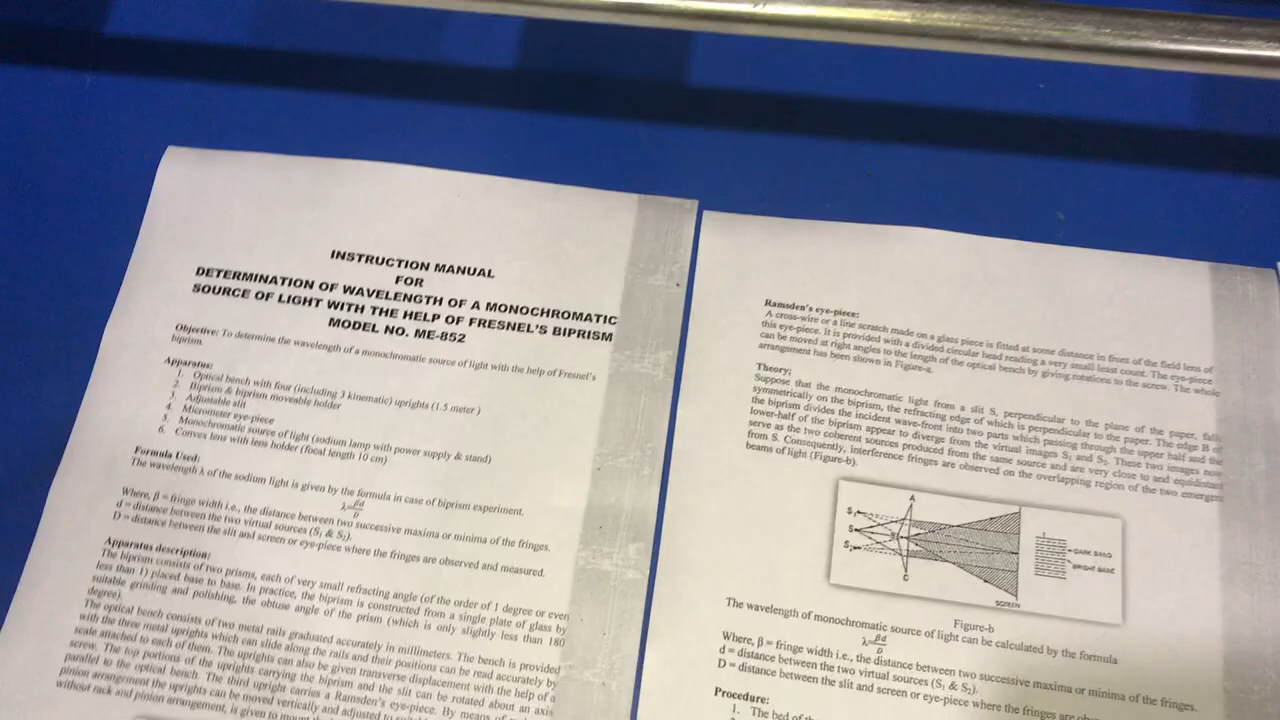 INSTRUCTION MANUAL
FOR
DETERMINATION OF WAVELENGTH OF A MONOCHROMATIC
SOURCE OF LIGHT WITH THE HELP OF FRESNEL'S BIPRISM
MODEL NO. ME-852
Objective: To determine the wavelength of a monochromatic source of light with the help of Fresnel's
biprism.
Apparatus:
1. Optical bench with four (including 3 kinematic) uprights (1.5 meter)
2. Biprism & biprism moveable holder
3. Adjustable slit
4. Micrometer eye-piece
5. Monochromatic source of light (sodium lamp with power supply & stand)
6. Convex lens with lens holder (focal length 10 cm)
Formula Used:
The wavelength λ of the sodium light is given by the formula in case of biprism experiment.
λ=βd/D
Where, β = fringe width i.e., the distance between two successive maxima or minima of the fringes.
d = distance between the two virtual sources (S₁ & S₂).
D = distance between the slit and screen or eye-piece where the fringes are observed and measured.
Apparatus description:
The biprism consists of two prisms, each of very small refracting angle (of the order of 1 degree or even
less than 1) placed base to base. In practice, the biprism is constructed from a single plate of glass by
suitable grinding and polishing, the obtuse angle of the prism (which is only slightly less than 180
degree).
The optical bench consists of two metal rails graduated accurately in millimeters. The bench is provided
with the three metal uprights which can slide along the rails and their positions can be read accurately by
scale attached to each of them. The uprights can also be given transverse displacement with the help of a
screw. The top portions of the uprights carrying the biprism and the slit can be rotated about an axis
parallel to the optical bench. The third upright carries a Ramsden's eye-piece. By means of
pinion arrangement the uprights can be moved vertically and adjusted to
without rack and pinion arrangement, is given to mount
Ramsden's eye-piece:
A cross-wire or a line scratch made on a glass piece is fitted at some distance in front of the field lens of
this eye-piece. It is provided with a divided circular head reading a very small least count. The eye-piece
can be moved at right angles to the length of the optical bench by giving rotations to the screw. The whole
arrangement has been shown in Figure-a.
Theory:
Suppose that the monochromatic light from a slit S, perpendicular to the plane of the paper, falls
symmetrically on the biprism, the refracting edge of which is perpendicular to the paper. The edge B of
the biprism divides the incident wave-front into two parts which passing through the upper half and the
lower-half of the biprism appear to diverge from the virtual images S₁ and S₂. These two images now
serve as the two coherent sources produced from the same source and are very close to and equidistant
from S. Consequently, interference fringes are observed on the overlapping region of the two emergent
beams of light (Figure-b).
A
S₁
S
B
S₂
C
DARK BAND
BRIGHT BAND
SCREEN
Figure-b
The wavelength of monochromatic source of light can be calculated by the formula
λ=βd/D
Where, β = fringe width i.e., the distance between two successive maxima or minima of the fringes.
d = distance between the two virtual sources (S₁ & S₂).
D = distance between the slit and screen or eye-piece where the fringes are
Procedure:
1. The bed of